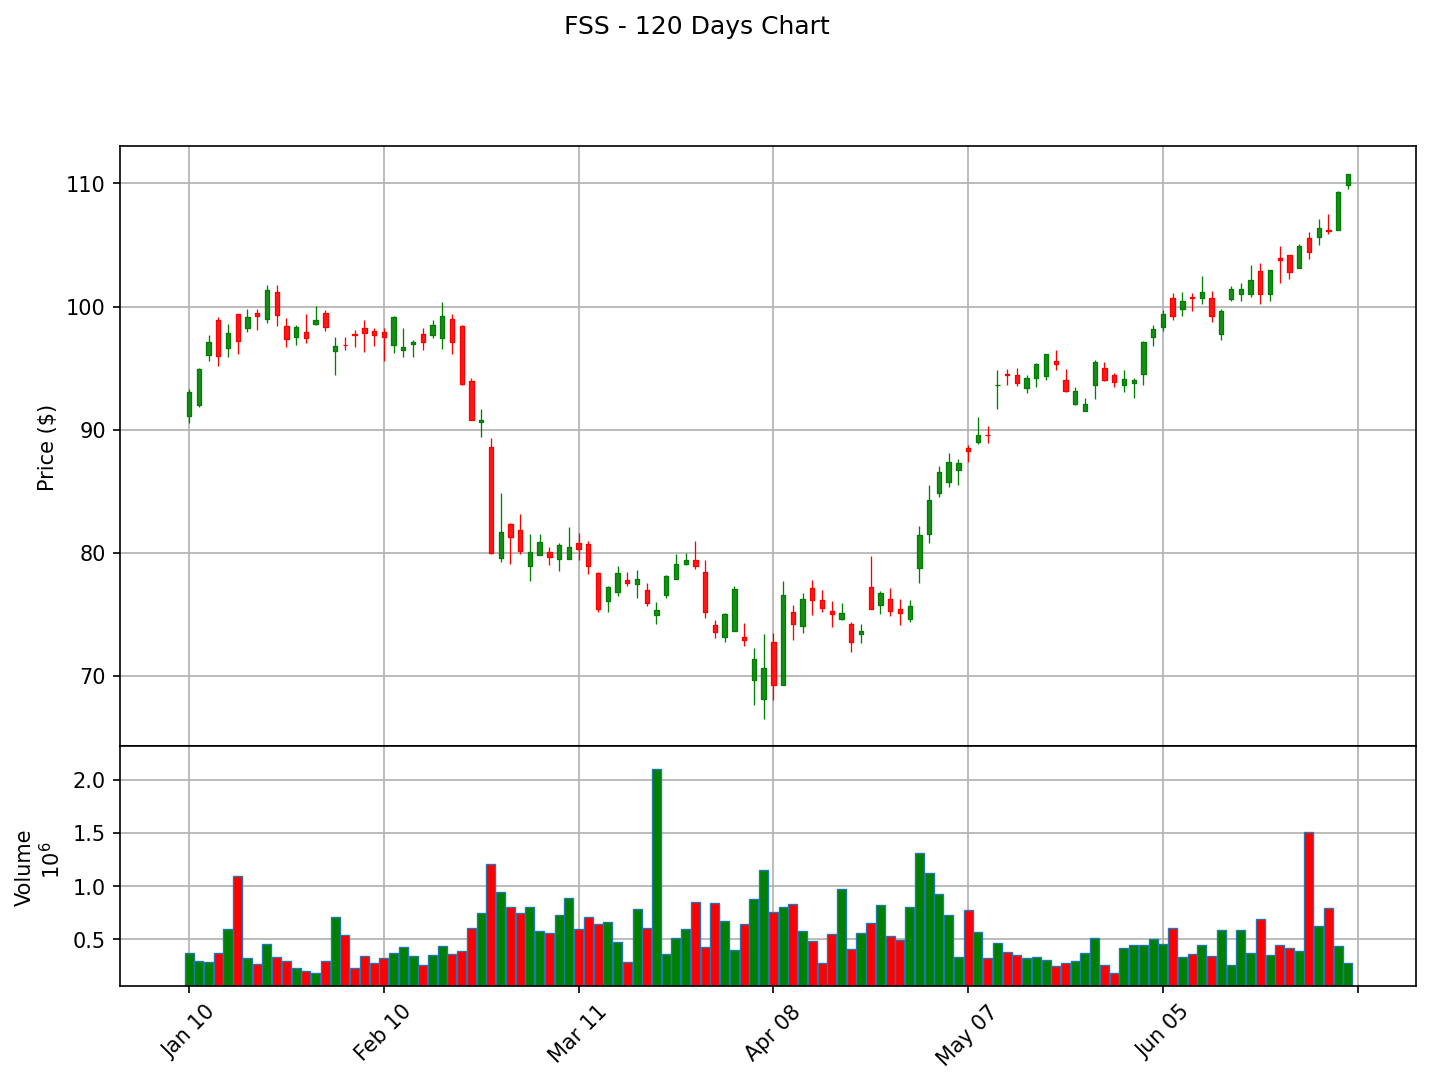 FSS - 120 Days Chart
110
100
90
80
70
Price ($)
2.0
1.5
1.0
0.5
Volume
10⁶
Jan 10
Feb 10
Mar 11
Apr 08
May 07
Jun 05